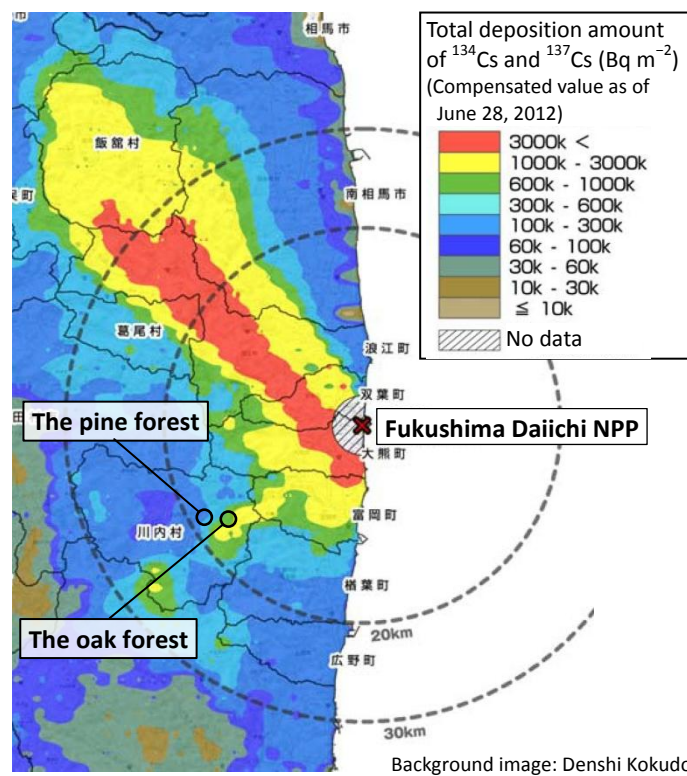 Total deposition amount
of ¹³⁴Cs and ¹³⁷Cs (Bq m⁻²)
(Compensated value as of
June 28, 2012)
3000k <
1000k - 3000k
600k - 1000k
300k - 600k
100k - 300k
60k - 100k
30k - 60k
10k - 30k
≦ 10k
No data
相馬市
飯舘村
南相馬市
葛尾村
浪江町
双葉町
The pine forest
Fukushima Daiichi NPP
大熊町
富岡町
川内村
楢葉町
The oak forest
20km
広野町
30km
Background image: Denshi Kokudo